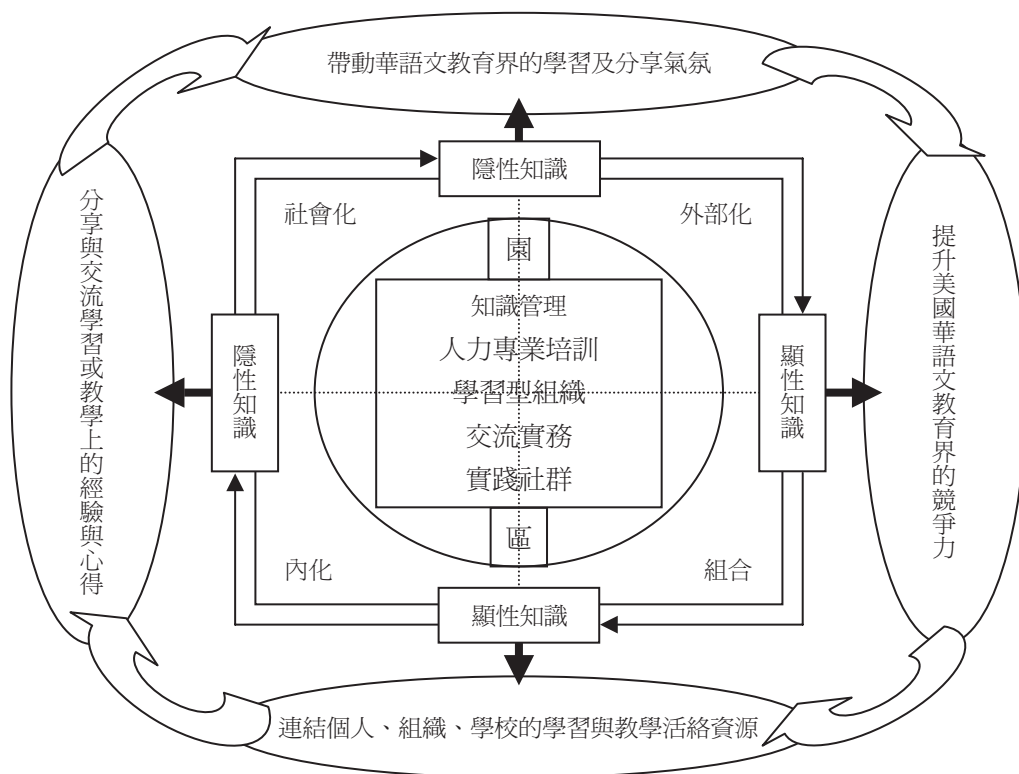 帶動華語文教育界的學習及分享氣氛
隱性知識
社會化
外部化
分享與交流學習或教學上的經驗與心得
隱性知識
園
知識管理
人力專業培訓
學習型組織
交流實務
實踐社群
區
顯性知識
提升美國華語文教育界的競爭力
內化
組合
顯性知識
連結個人、組織、學校的學習與教學活絡資源